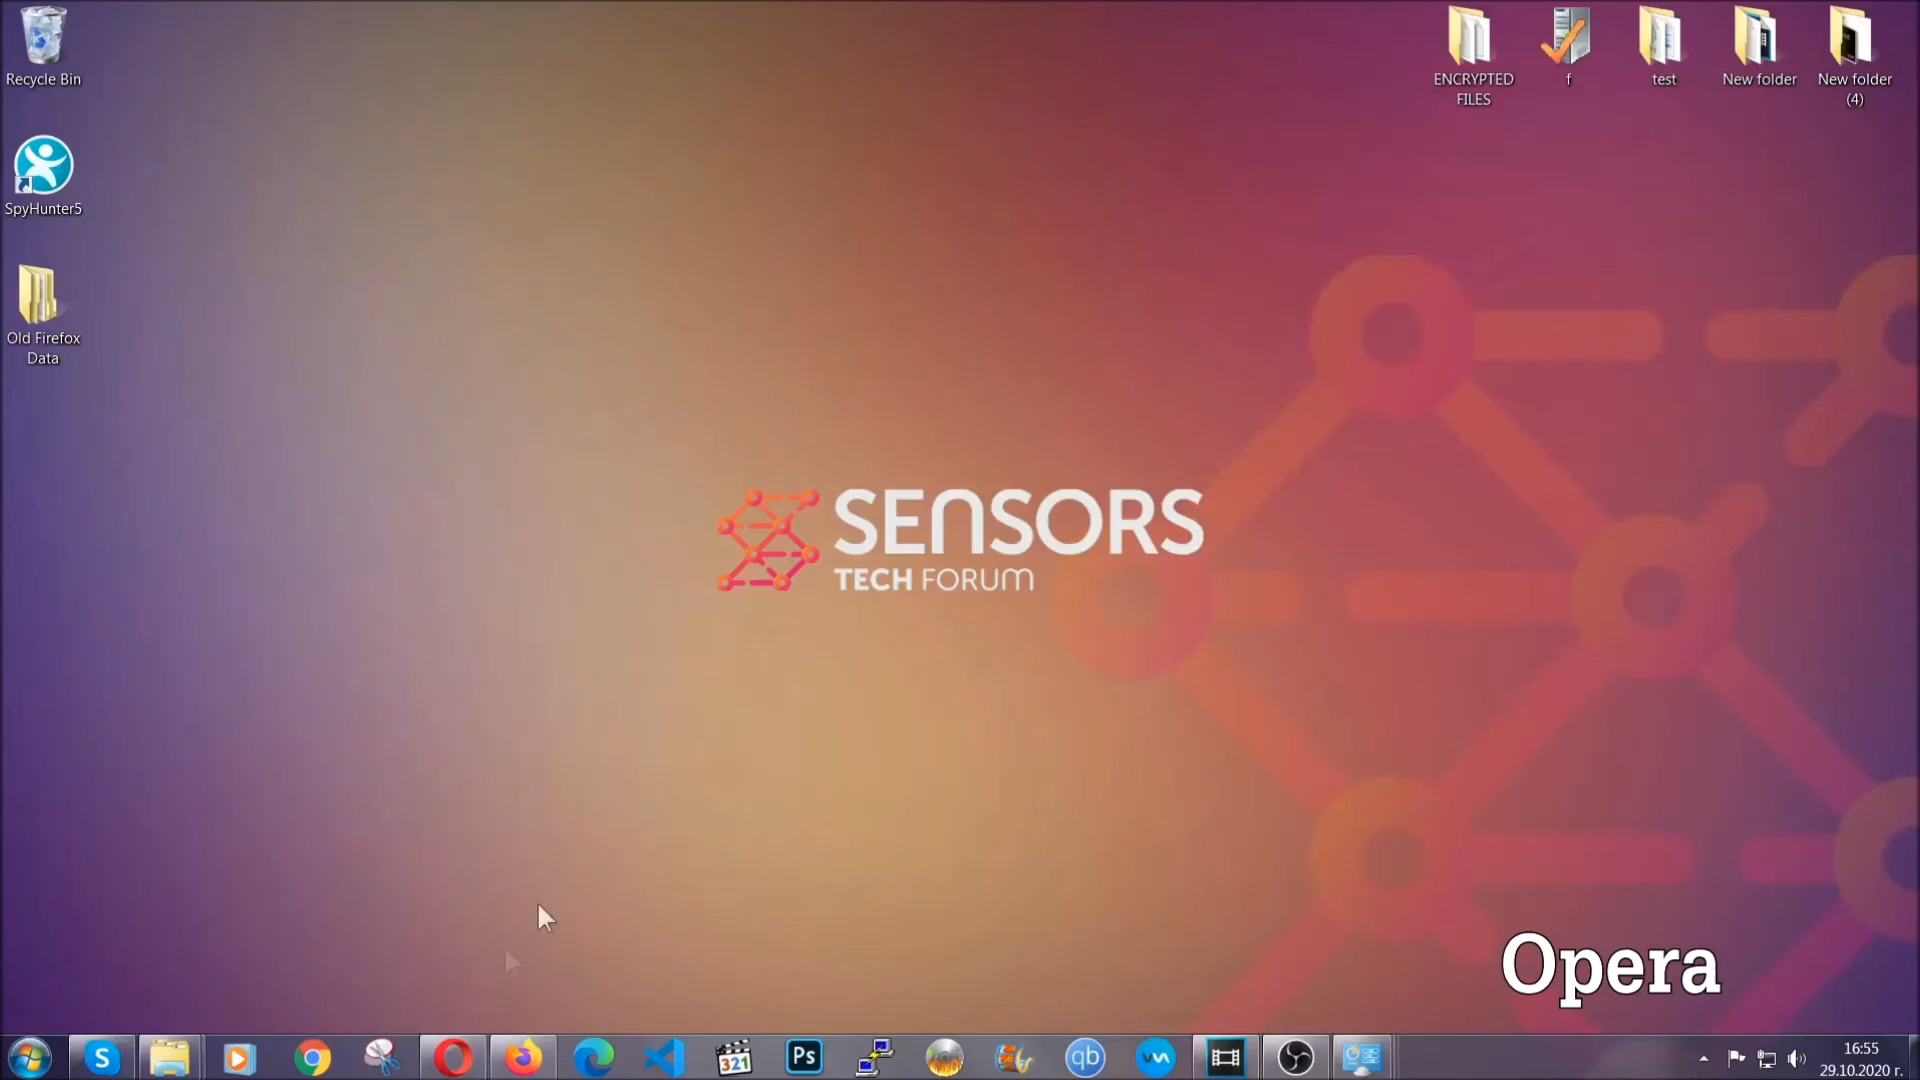 Recycle Bin
SpyHunter5
Old Firefox
Data
ENCRYPTED
FILES
f
test
New folder
New folder
(4)
SENSORS
TECH FORUM
Opera
S
321
Ps
qb
16:55
29.10.2020 г.